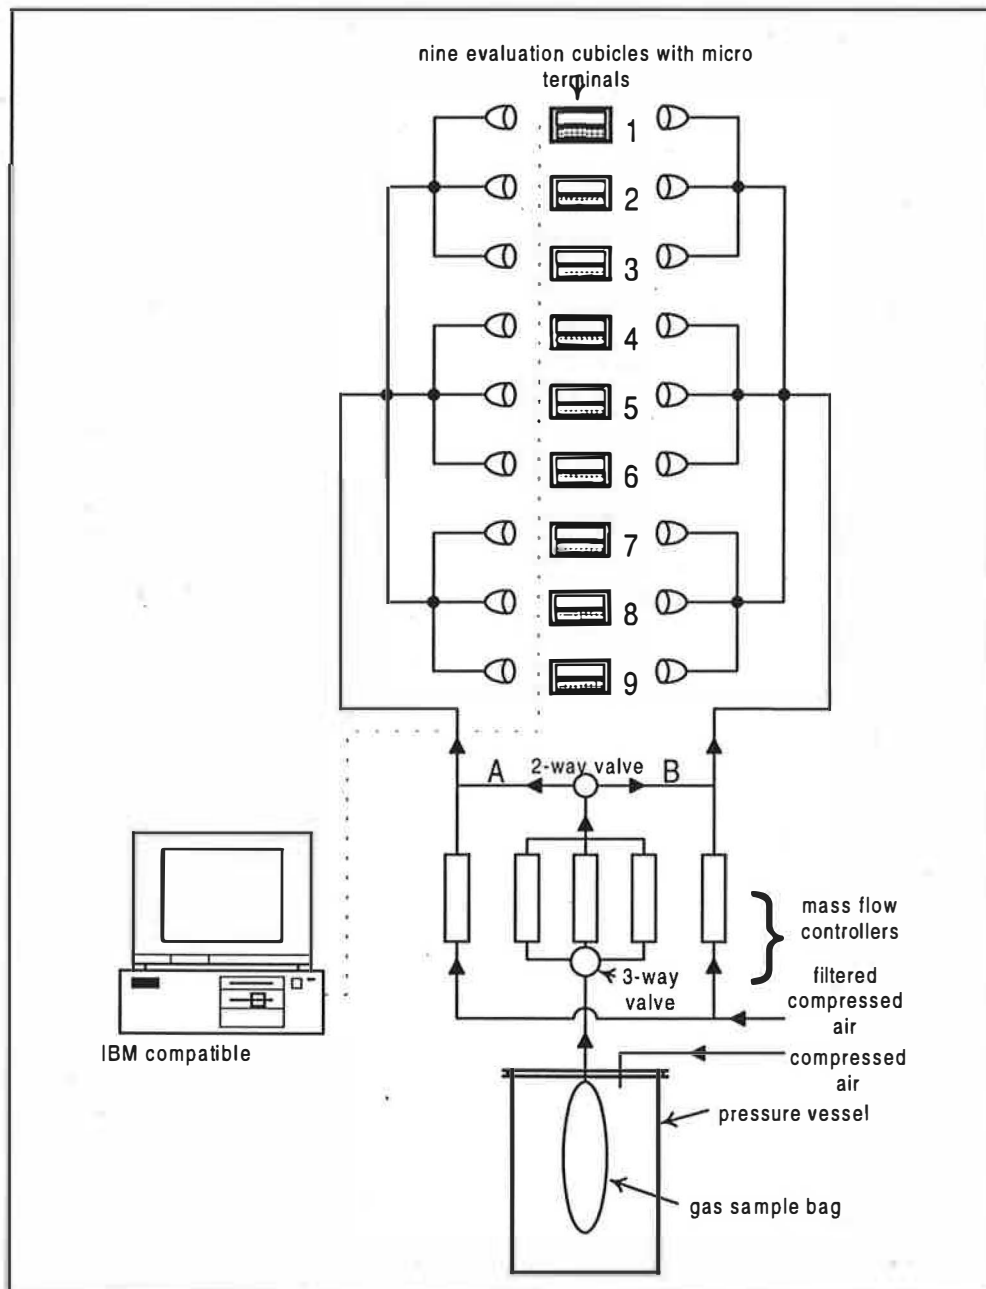 nine evaluation cubicles with micro
terminals
1
2
3
4
5
6
7
8
9
A
2-way valve
B
mass flow
controllers
3-way
valve
filtered
compressed
air
IBM compatible
compressed
air
pressure vessel
gas sample bag